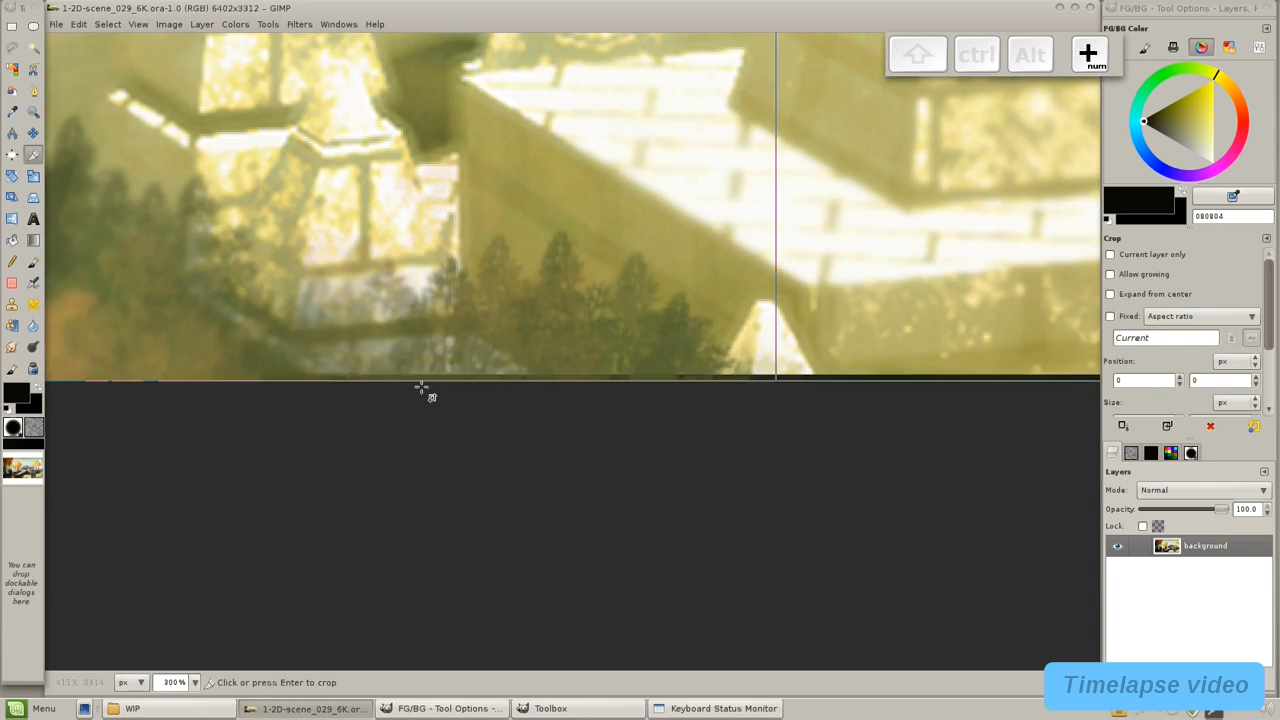 1-2D-scene_029_6K.ora-1.0 (RGB) 6402x3312 – GIMP
FG/BG - Tool Options - Layers,
File Edit Select View Image Layer Colors Tools Filters Windows Help
FG/BG Color
ctrl Alt + num
080804
Crop
Current layer only
Allow growing
Expand from center
Fixed: Aspect ratio
Current
Position: px
0 0
Size: px
Layers
Mode: Normal
Opacity: 100.0
Lock:
background
You can
drop
dockable
dialogs
here
4113, 3314 px 300% Click or press Enter to crop
Timelapse video
Menu WIP 1-2D-scene_029_6K.or... FG/BG - Tool Options -... Toolbox Keyboard Status Monitor